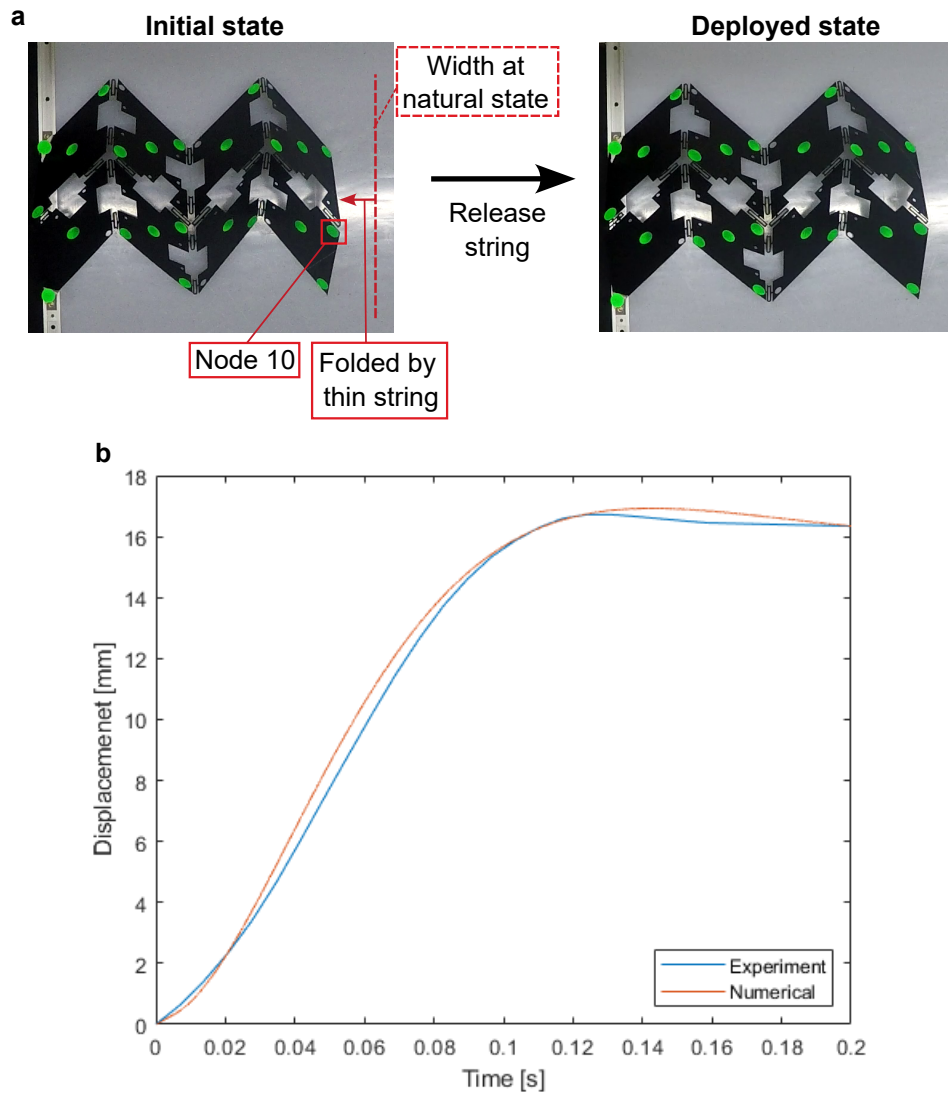 a
Initial state
Deployed state
Width at
natural state
Release
string
Node 10
Folded by
thin string
b
18
16
14
12
10
8
6
4
2
0
Displacemenet [mm]
0
0.02
0.04
0.06
0.08
0.1
0.12
0.14
0.16
0.18
0.2
Time [s]
Experiment
Numerical